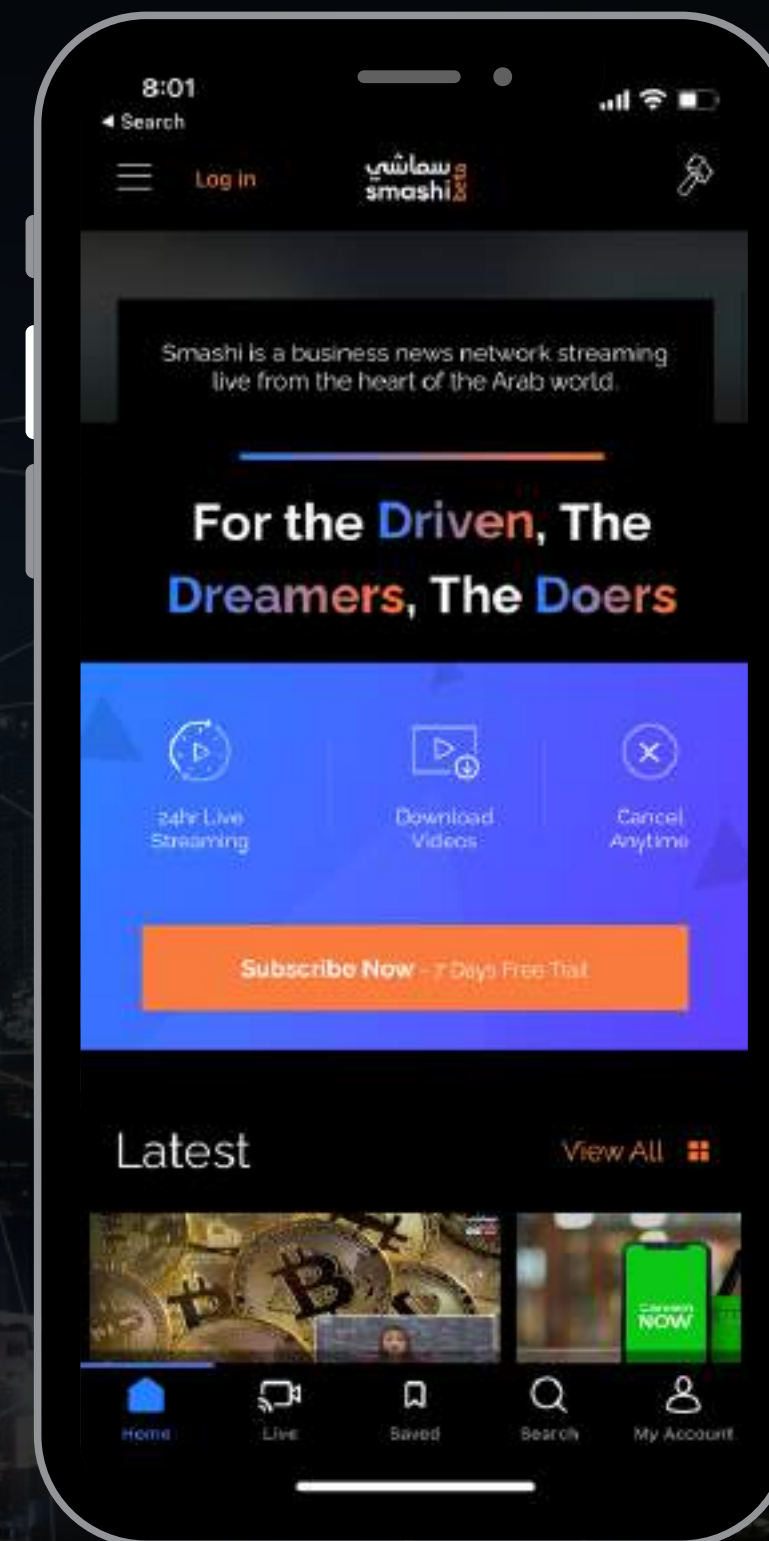 8:01
◀ Search
Log in
سماشي
smashi beta
Smashi is a business news network streaming
live from the heart of the Arab world.
For the Driven, The
Dreamers, The Doers
24hr Live
Streaming
Download
Videos
Cancel
Anytime
Subscribe Now - 7 Days Free Trail
Latest
View All
NOW
Home
Live
Saved
Search
My Account